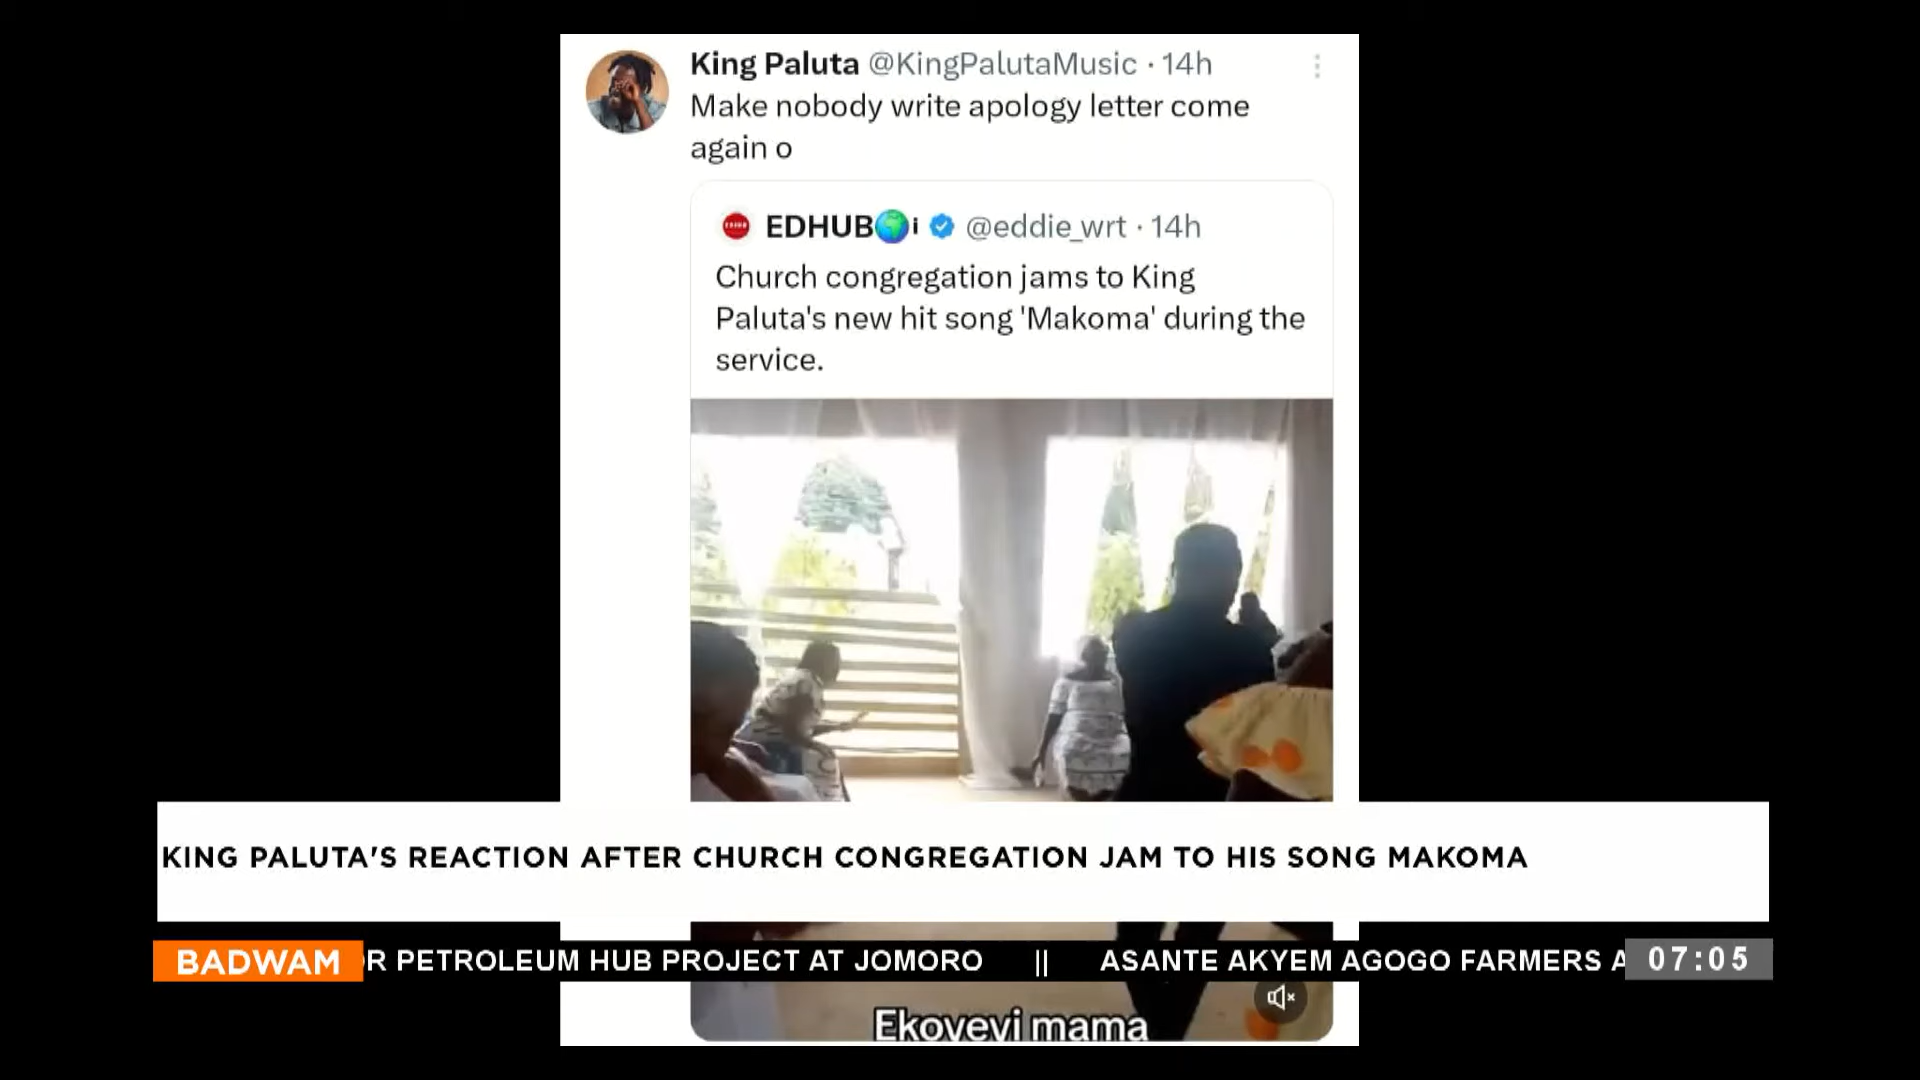 King Paluta @KingPalutaMusic · 14h
Make nobody write apology letter come
again o
EDHUB🌍i @eddie_wrt · 14h
Church congregation jams to King
Paluta's new hit song 'Makoma' during the
service.
KING PALUTA'S REACTION AFTER CHURCH CONGREGATION JAM TO HIS SONG MAKOMA
BADWAM R PETROLEUM HUB PROJECT AT JOMORO || ASANTE AKYEM AGOGO FARMERS A 07:05
Ekovevi mama